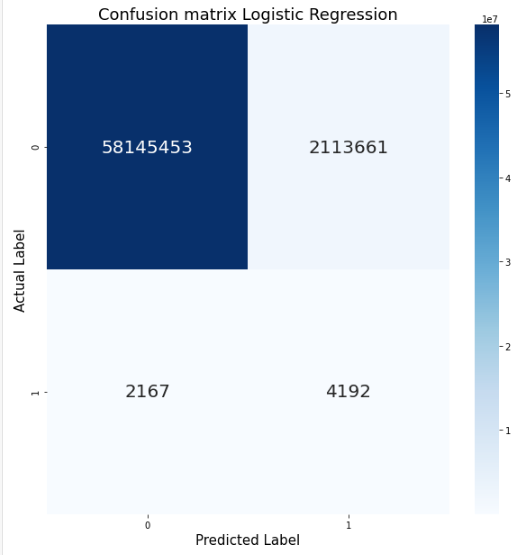 Confusion matrix Logistic Regression
1e7
58145453 2113661
2167 4192
0
1
Actual Label
0 1
Predicted Label
5
4
3
2
1